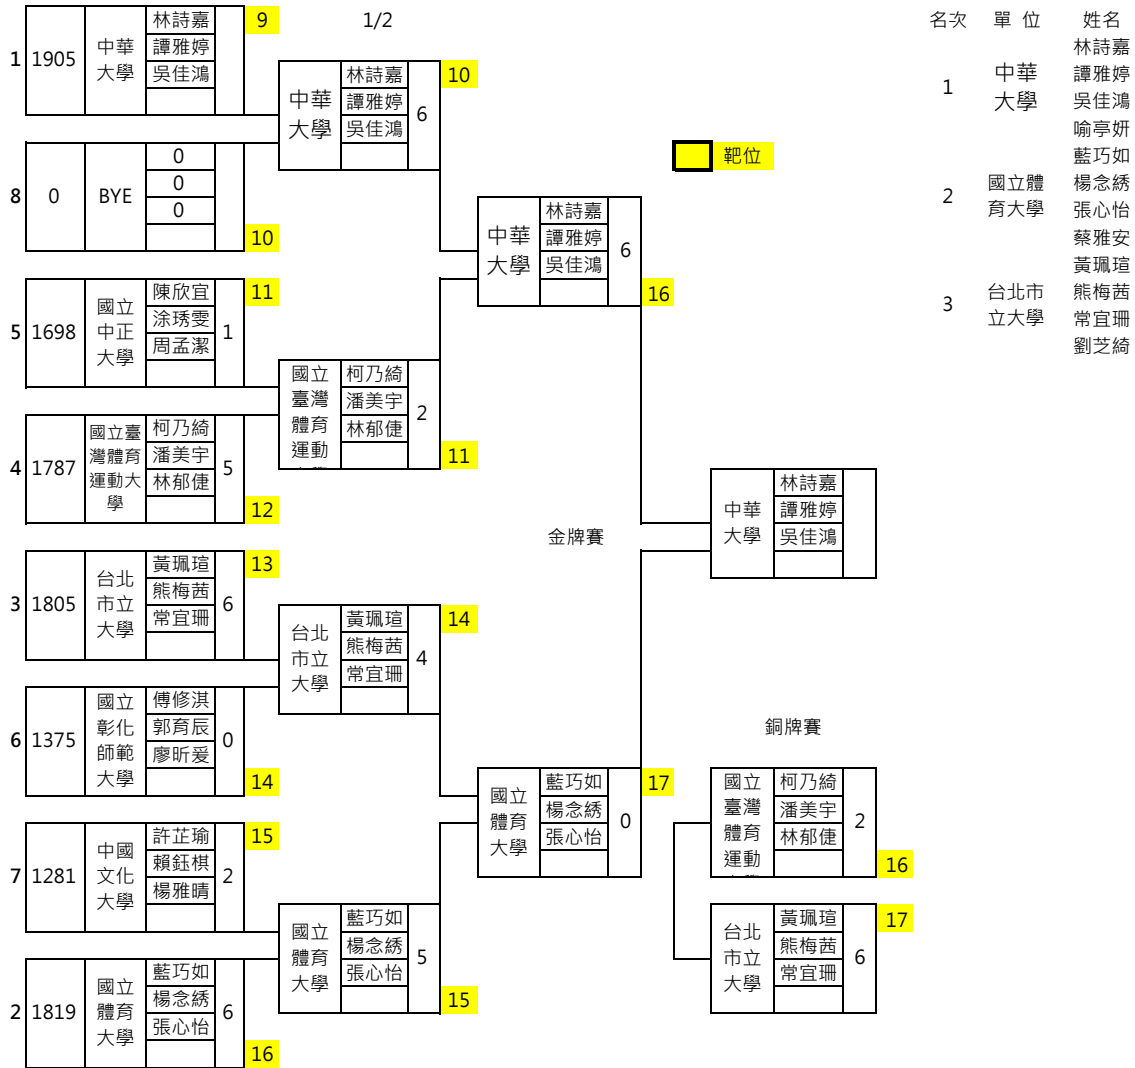 1/2
靶位
1
1905
中華
大學
林詩嘉
譚雅婷
吳佳鴻
9
8
0
BYE
0
0
0
10
5
1698
國立
中正
大學
陳欣宜
涂琇雯
周孟潔
1
11
4
1787
國立臺
灣體育
運動大
學
柯乃綺
潘美宇
林郁倢
5
12
3
1805
台北
市立
大學
黃珮瑄
熊梅茜
常宜珊
6
13
6
1375
國立
彰化
師範
大學
傅修淇
郭育辰
廖昕爰
0
14
7
1281
中國
文化
大學
許芷瑜
賴鈺棋
楊雅晴
2
15
2
1819
國立
體育
大學
藍巧如
楊念綉
張心怡
6
16
中華
大學
林詩嘉
譚雅婷
吳佳鴻
6
10
國立
臺灣
體育
運動
柯乃綺
潘美宇
林郁倢
2
11
台北
市立
大學
黃珮瑄
熊梅茜
常宜珊
4
14
國立
體育
大學
藍巧如
楊念綉
張心怡
5
15
中華
大學
林詩嘉
譚雅婷
吳佳鴻
6
16
金牌賽
國立
體育
大學
藍巧如
楊念綉
張心怡
0
17
中華
大學
林詩嘉
譚雅婷
吳佳鴻
銅牌賽
國立
臺灣
體育
運動
柯乃綺
潘美宇
林郁倢
2
16
台北
市立
大學
黃珮瑄
熊梅茜
常宜珊
6
17
名次 單 位 姓名
1
中華
大學
林詩嘉
譚雅婷
吳佳鴻
喻亭妍
2
國立體
育大學
藍巧如
楊念綉
張心怡
蔡雅安
3
台北市
立大學
黃珮瑄
熊梅茜
常宜珊
劉芝綺